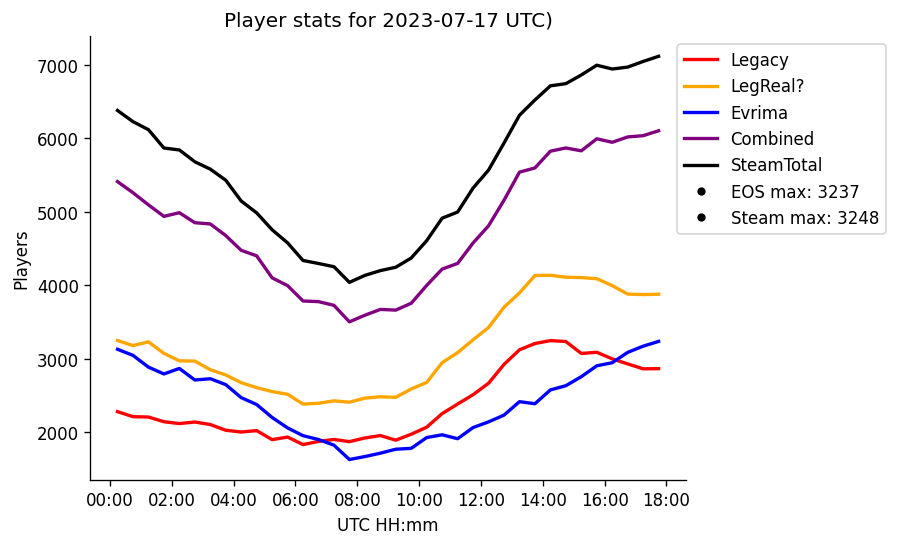 Player stats for 2023-07-17 UTC)
7000
6000
5000
4000
3000
2000
Players
00:00 02:00 04:00 06:00 08:00 10:00 12:00 14:00 16:00 18:00
UTC HH:mm
Legacy
LegReal?
Evrima
Combined
SteamTotal
EOS max: 3237
Steam max: 3248